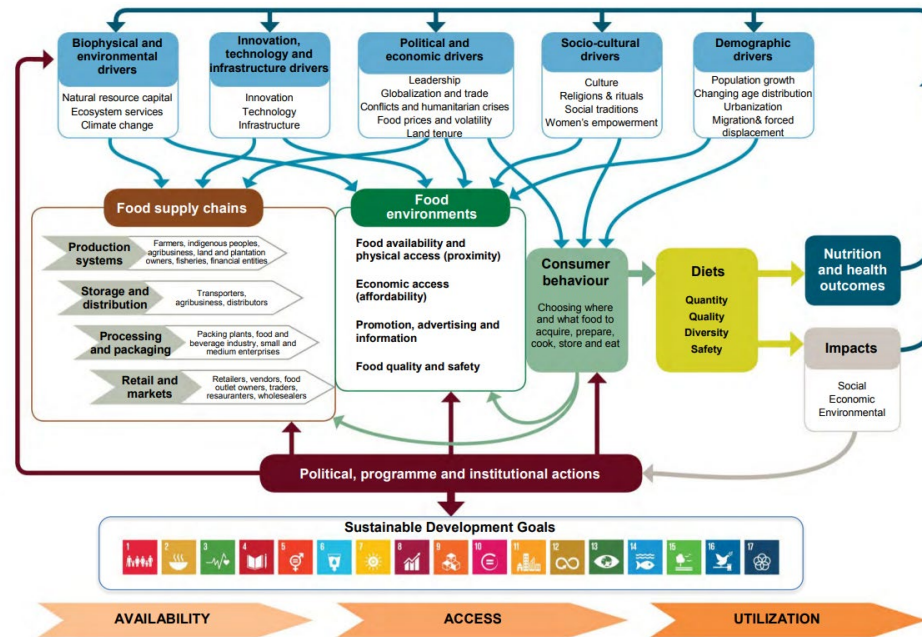 Biophysical and
environmental
drivers
Natural resource capital
Ecosystem services
Climate change
Innovation,
technology and
infrastructure drivers
Innovation
Technology
Infrastructure
Political and
economic drivers
Leadership
Globalization and trade
Conflicts and humanitarian crises
Food prices and volatility
Land tenure
Socio-cultural
drivers
Culture
Religions & rituals
Social traditions
Women's empowerment
Demographic
drivers
Population growth
Changing age distribution
Urbanization
Migration& forced
displacement
Food supply chains
Production
systems
Farmers, indigenous peoples,
agribusiness, land and plantation
owners, fisheries, financial entities
Storage and
distribution
Transporters,
agribusiness, distributors
Processing and
packaging
Packing plants, food and
beverage industry, small and
medium enterprises
Retail and
markets
Retailers, vendors, food
outlet owners, traders,
resauranters, wholesealers
Food
environments
Food availability and
physical access (proximity)
Economic access
(affordability)
Promotion, advertising and
information
Food quality and safety
Consumer
behaviour
Choosing where
and what food to
acquire, prepare,
cook, store and eat
Diets
Quantity
Quality
Diversity
Safety
Nutrition
and health
outcomes
Impacts
Social
Economic
Environmental
Political, programme and institutional actions
Sustainable Development Goals
1 2 3 4 5 6 7 8 9 10 11 12 13 14 15 16 17
AVAILABILITY
ACCESS
UTILIZATION